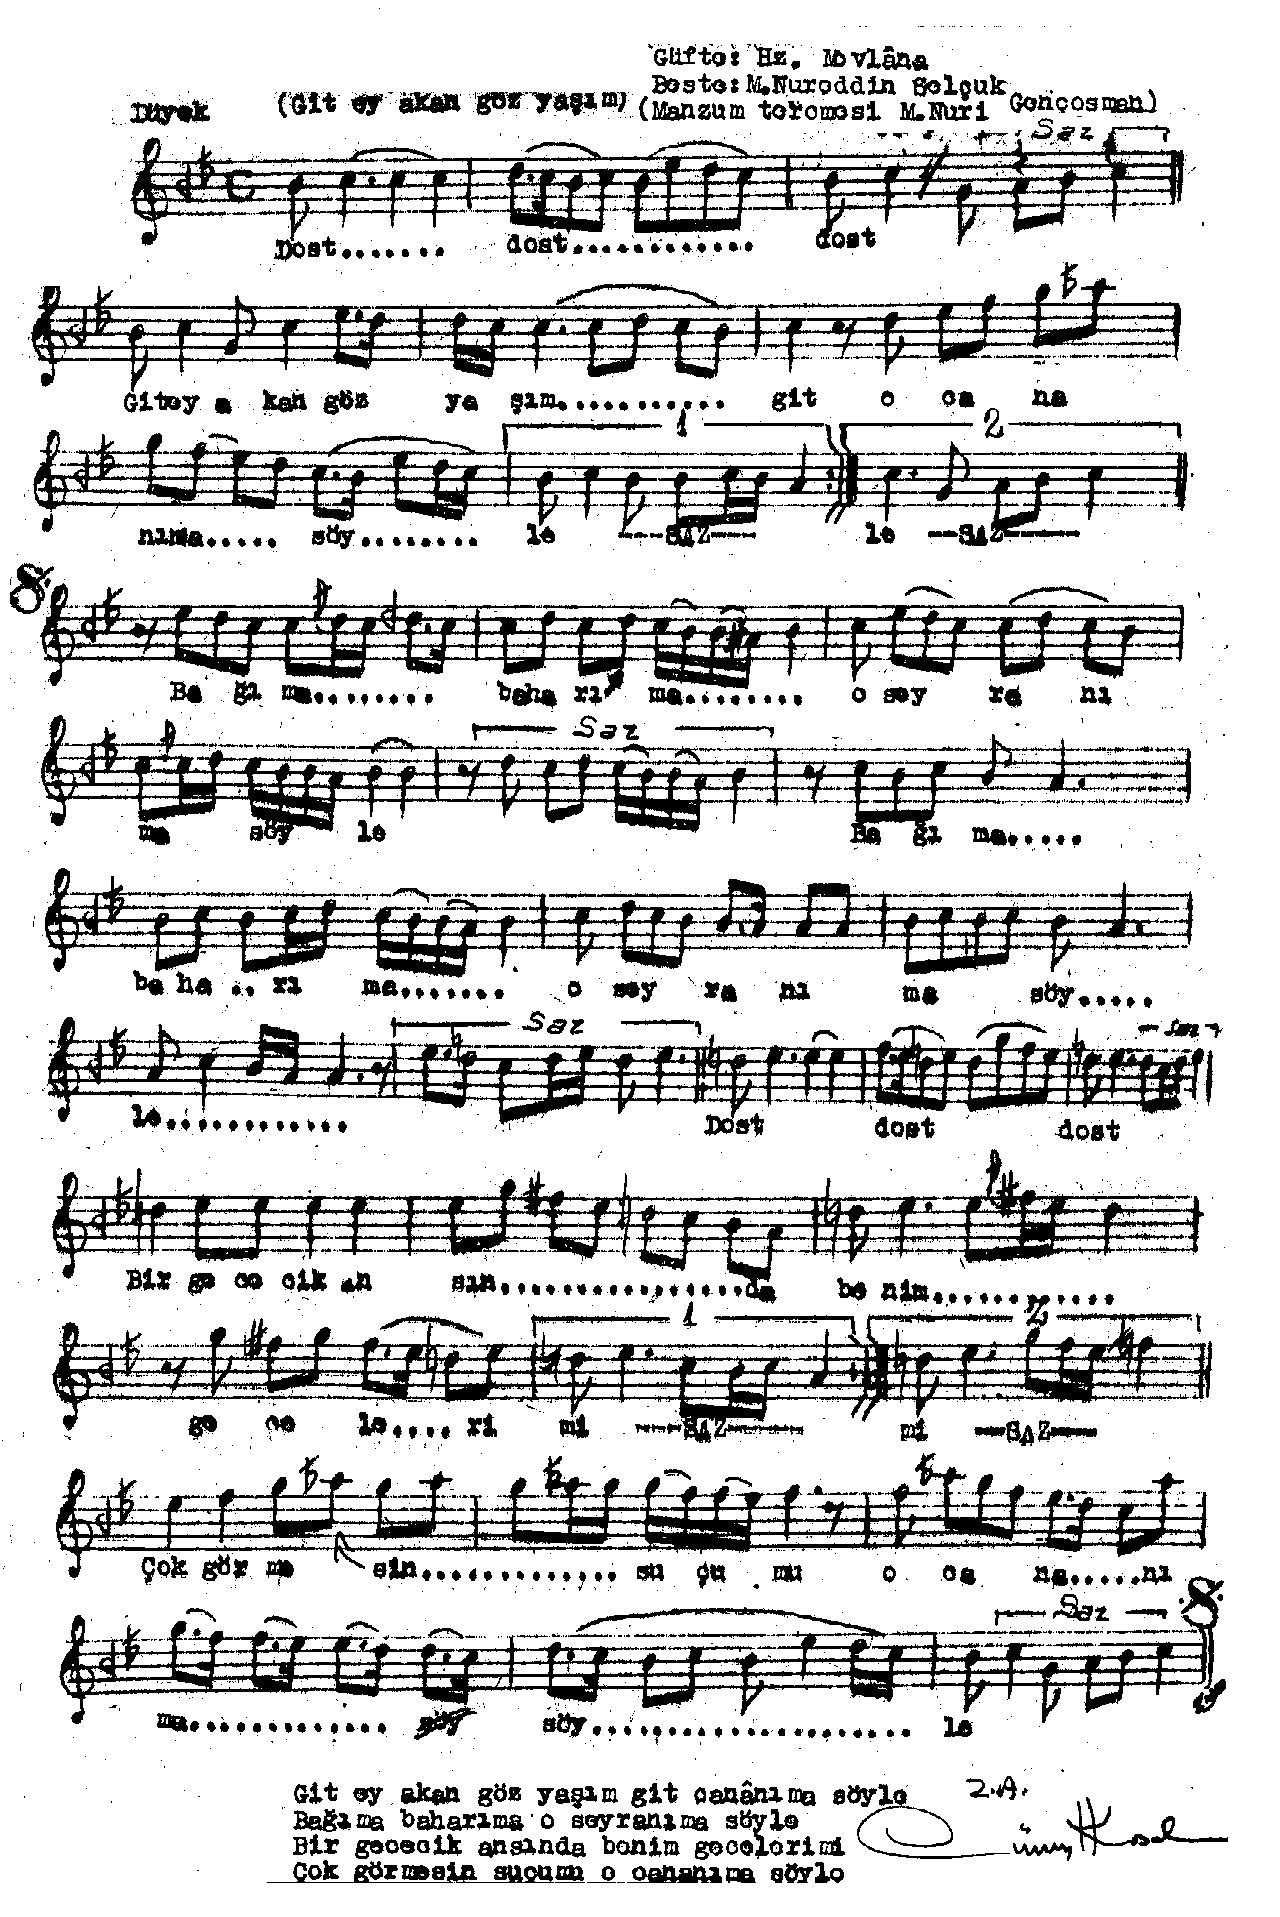 Güfte: Hz. Mevlâna
Beste: M.Nureddin Selçuk
Düyek (Git ey akan göz yaşım) (Manzum tercmesi M.Nuri Gençosman)
Saz
Dost....... dost............ dost
Gitey a kan göz ya şım........... git o ca na
1 2
nıma..... söy........ le ---SAZ--- le --SAZ-----
Ba ğı ma........ baha rı ma........ o sey ra nı
Saz
ma söy le Ba ğı ma.....
ba ha .. rı ma....... o sey ra nı ma söy.....
Saz Saz
le............ Dost dost dost
Bir ge ce cik an sın................da be nim............
1 2
ge ce le.... ri mi ----SAZ------- mi ---SAZ----
Çok gör me sin............. su çu mu o ca na.....nı
Saz
ma............. söy söy..................... le
Git ey akan göz yaşım git canânıma söyle
Bağıma baharıma o seyranıma söyle
Bir gececik ansında benim gecelerimi
Çok görmesin suçumu o cananıma söyle
Z.A.